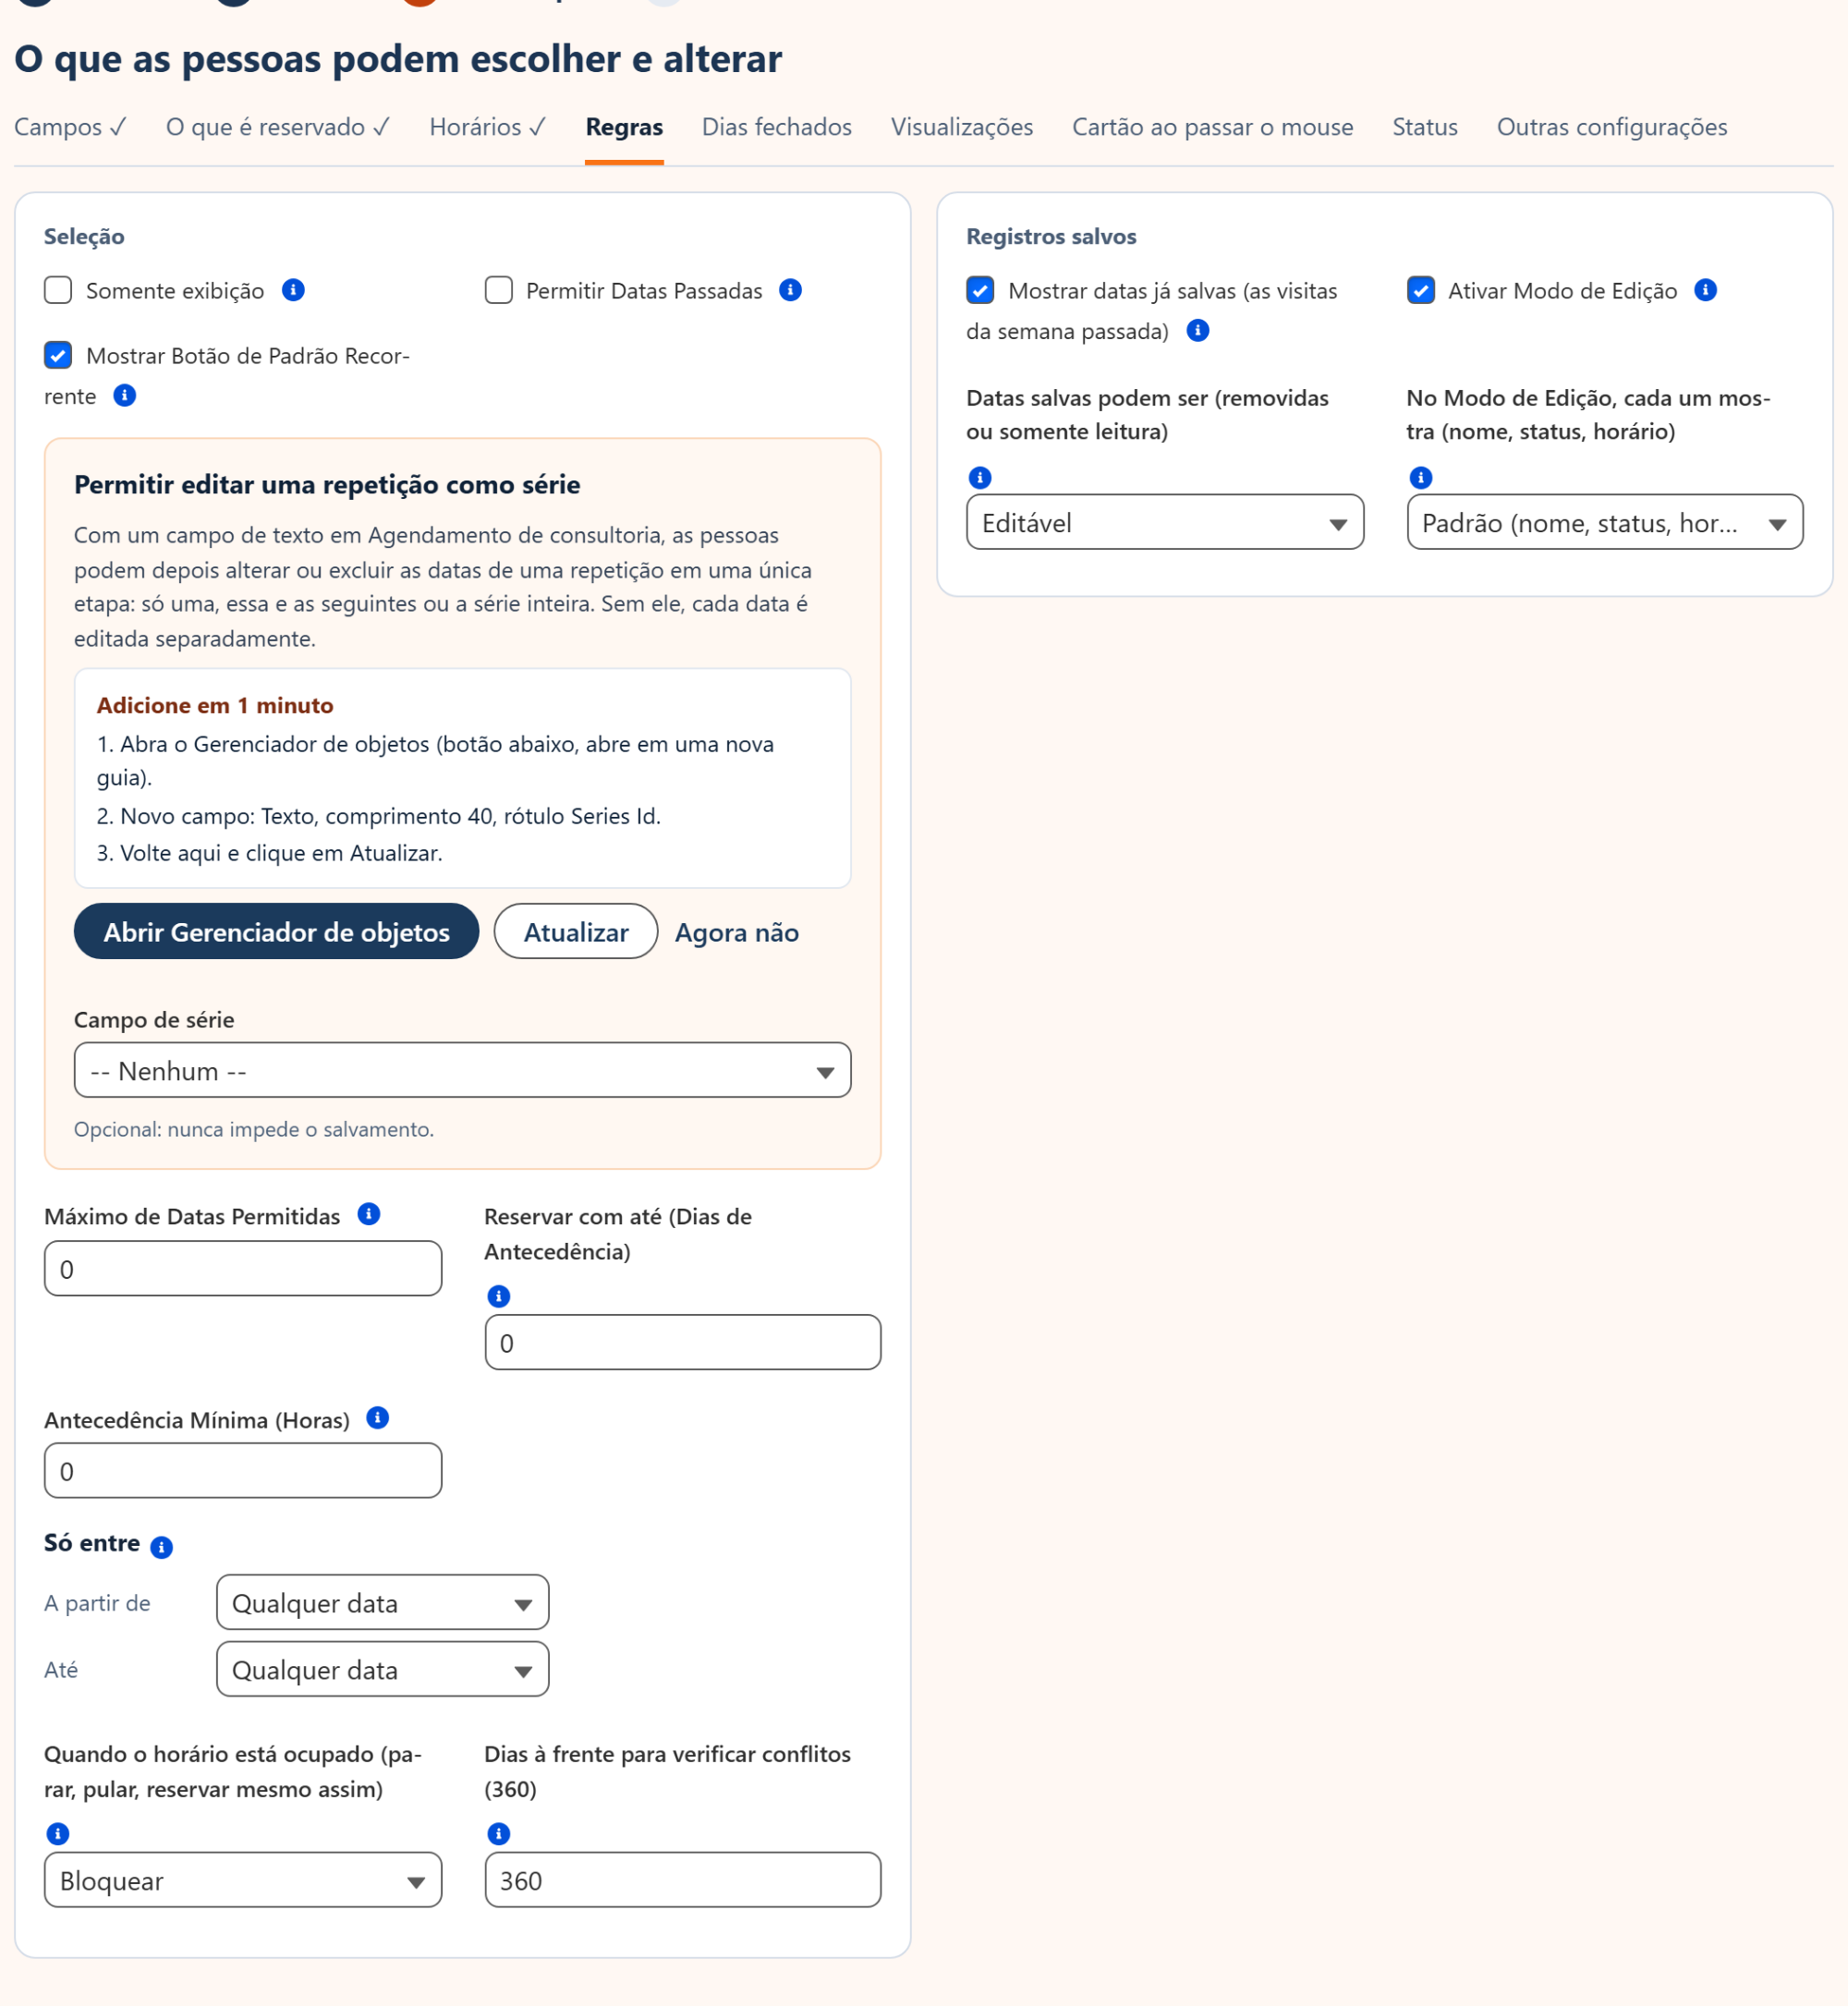 O que as pessoas podem escolher e alterar
Campos ✓ O que é reservado ✓ Horários ✓ Regras Dias fechados Visualizações Cartão ao passar o mouse Status Outras configurações
Seleção
Somente exibição
Permitir Datas Passadas
Mostrar Botão de Padrão Recor-
rente
Permitir editar uma repetição como série
Com um campo de texto em Agendamento de consultoria, as pessoas
podem depois alterar ou excluir as datas de uma repetição em uma única
etapa: só uma, essa e as seguintes ou a série inteira. Sem ele, cada data é
editada separadamente.
Adicione em 1 minuto
1. Abra o Gerenciador de objetos (botão abaixo, abre em uma nova
guia).
2. Novo campo: Texto, comprimento 40, rótulo Series Id.
3. Volte aqui e clique em Atualizar.
Abrir Gerenciador de objetos Atualizar Agora não
Campo de série
-- Nenhum --
Opcional: nunca impede o salvamento.
Máximo de Datas Permitidas
0
Reservar com até (Dias de
Antecedência)
0
Antecedência Mínima (Horas)
0
Só entre
A partir de Qualquer data
Até Qualquer data
Quando o horário está ocupado (pa-
rar, pular, reservar mesmo assim)
Bloquear
Dias à frente para verificar conflitos
(360)
360
Registros salvos
Mostrar datas já salvas (as visitas
da semana passada)
Ativar Modo de Edição
Datas salvas podem ser (removidas
ou somente leitura)
Editável
No Modo de Edição, cada um mos-
tra (nome, status, horário)
Padrão (nome, status, hor...